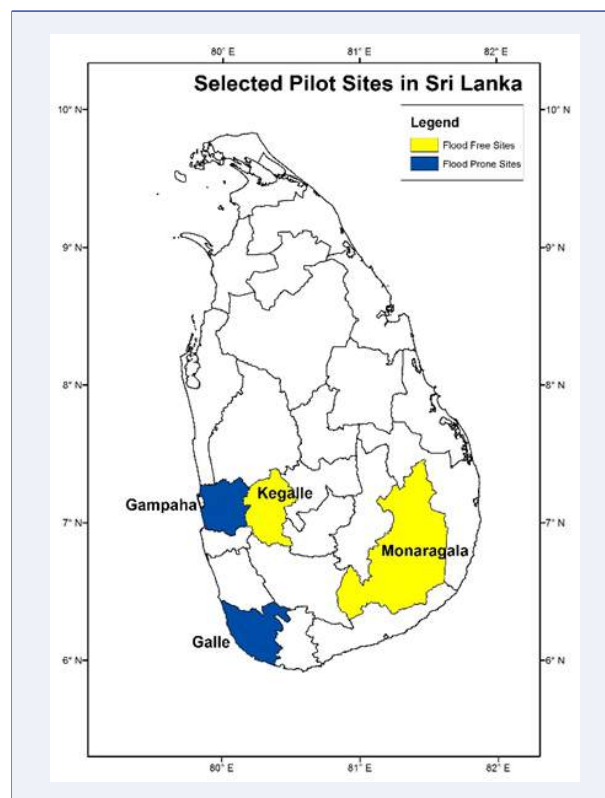 80° E 81° E 82° E
Selected Pilot Sites in Sri Lanka
10° N 10° N
Legend
Flood Free Sites
Flood Prone Sites
9° N 9° N
8° N 8° N
Kegalle
Gampaha
7° N 7° N
Monaragala
Galle
6° N 6° N
80° E 81° E 82° E